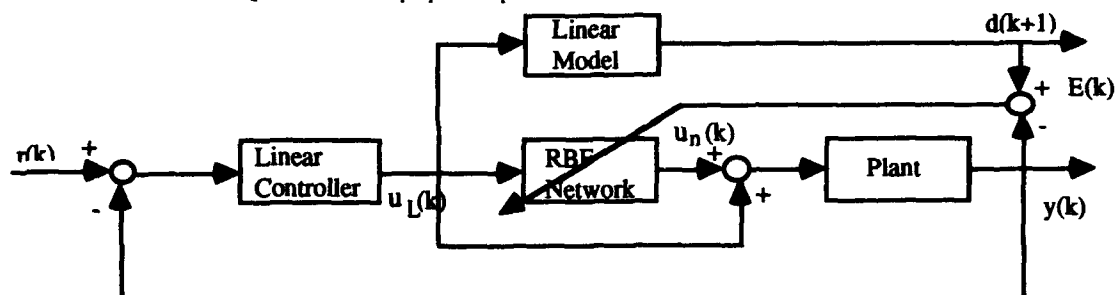 Linear
Model
d(k+1)
+ E(k)
-
r(k) +
-
Linear
Controller
u_L(k)
RBF
Network
u_n(k)
+
+
Plant
y(k)